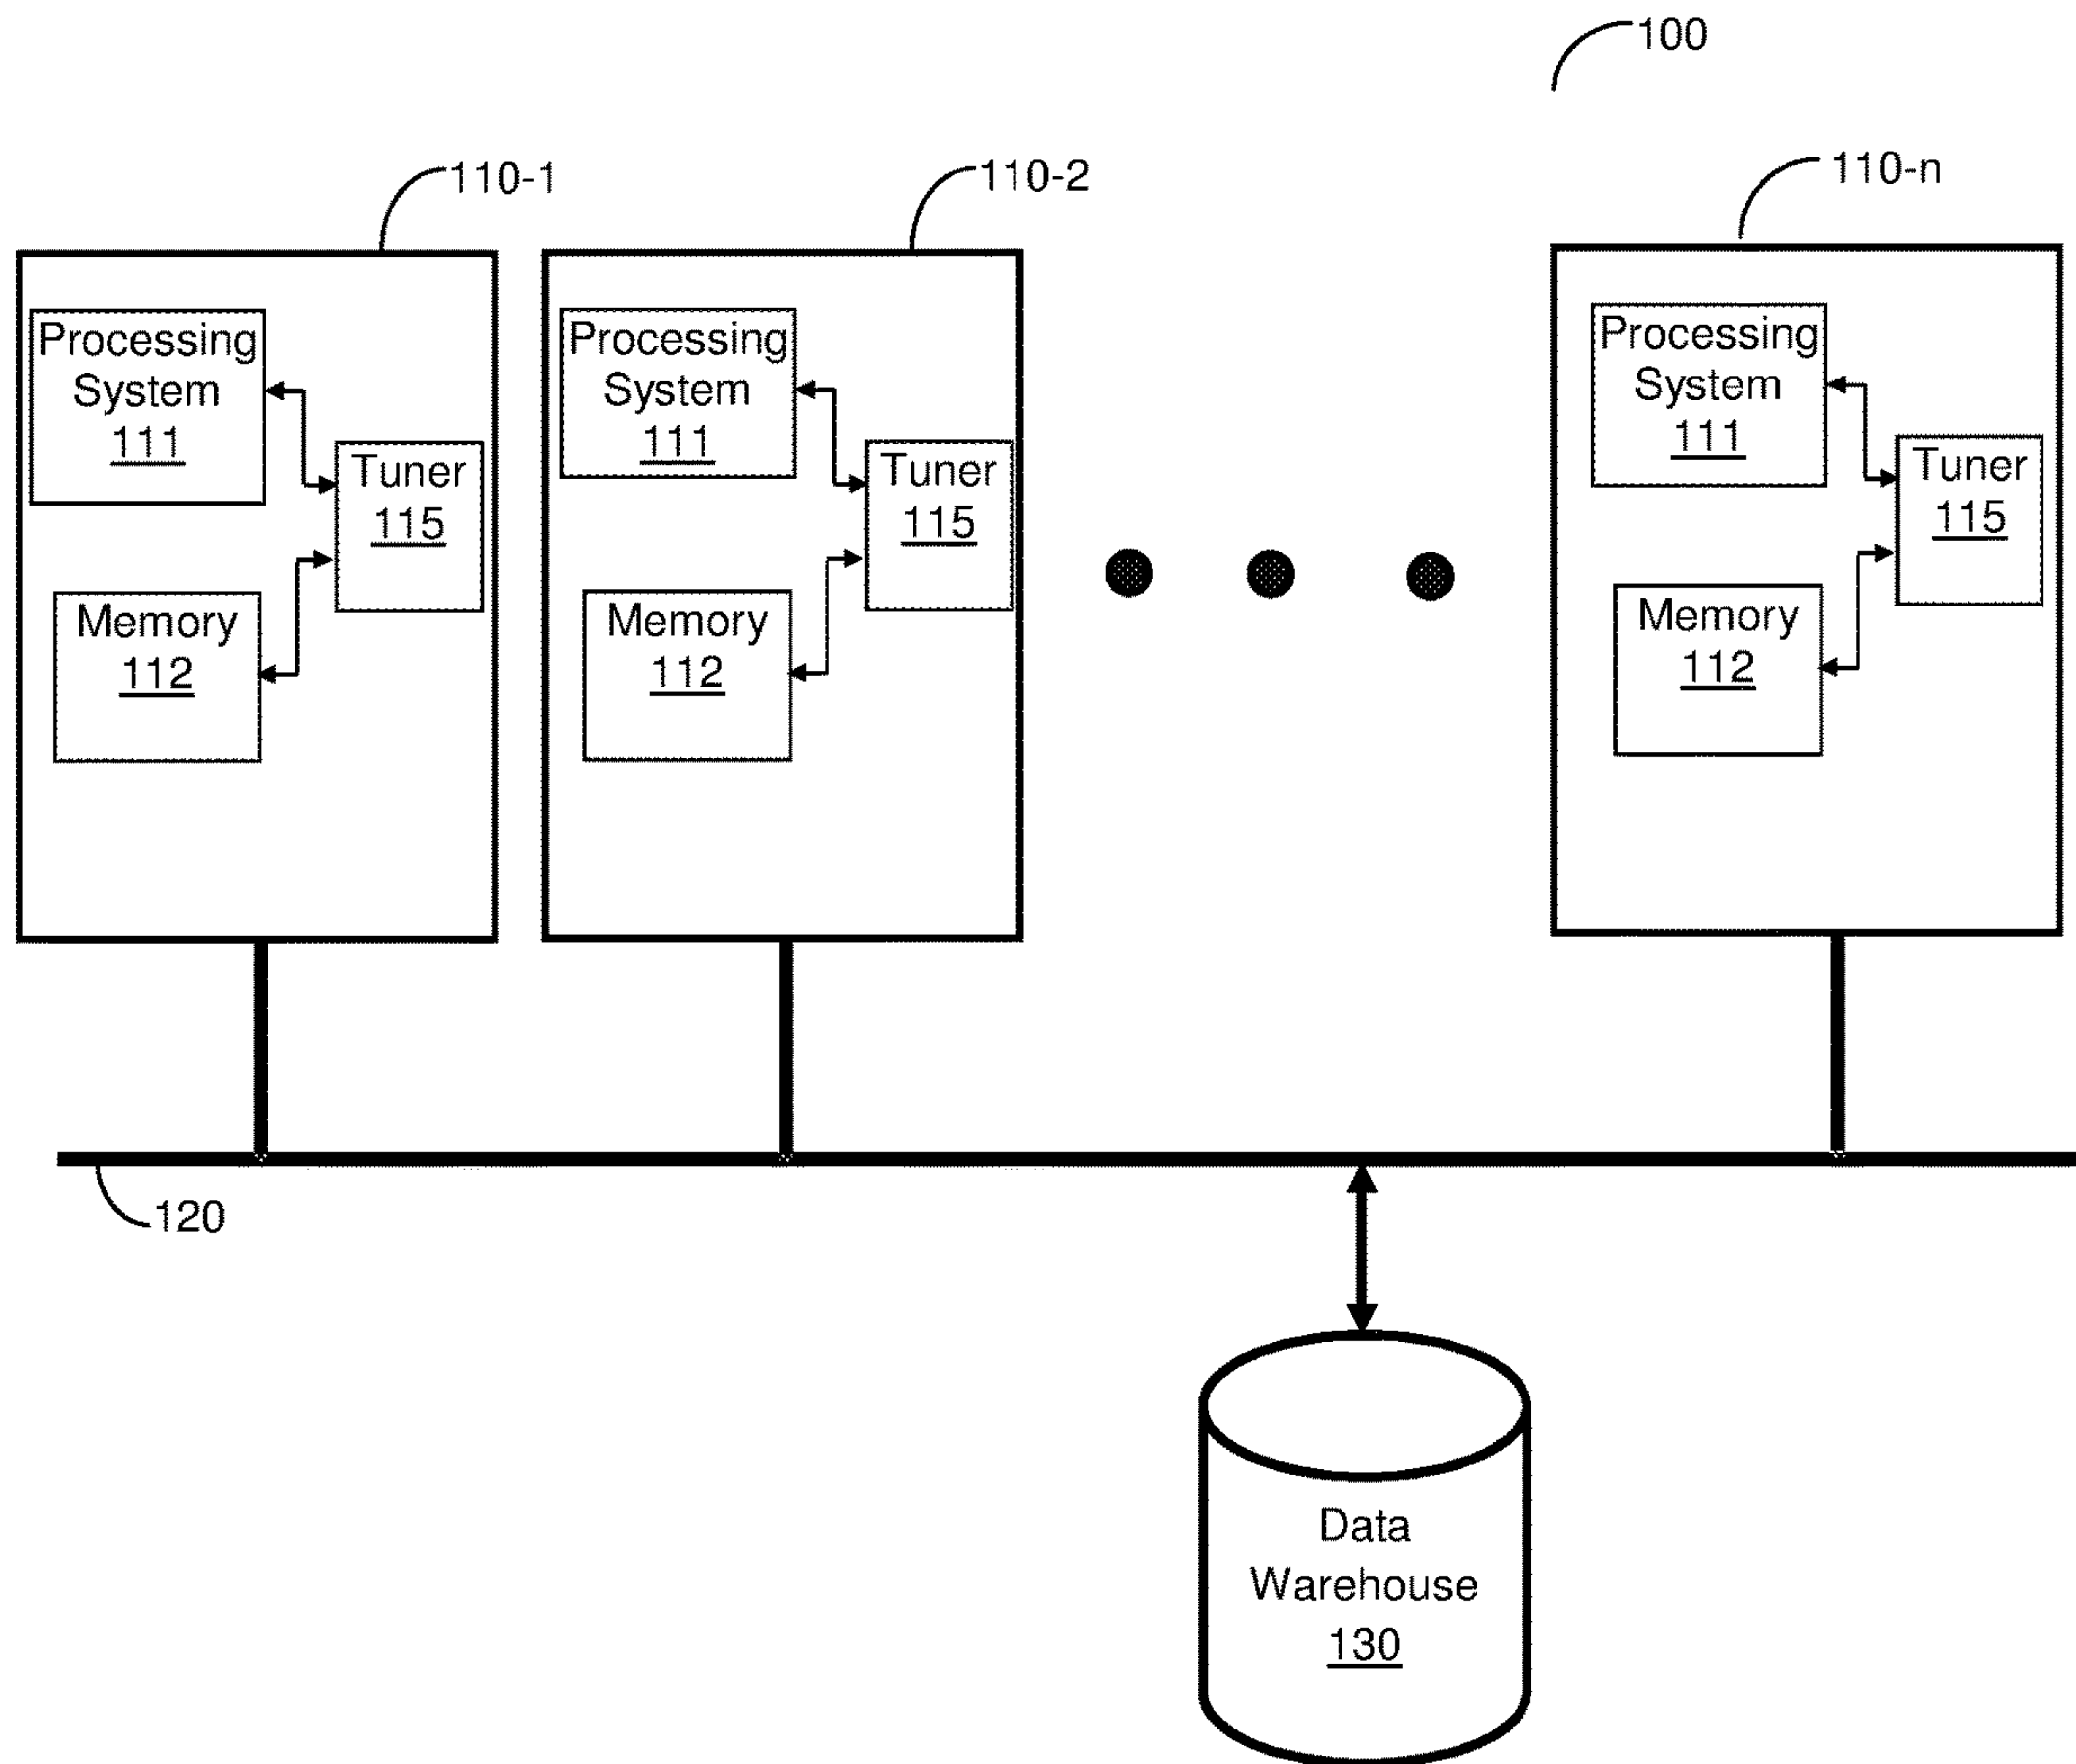 100
110-1
110-2
110-n
Processing
System
111
Tuner
115
Memory
112
Processing
System
111
Tuner
115
Memory
112
Processing
System
111
Tuner
115
Memory
112
120
Data
Warehouse
130